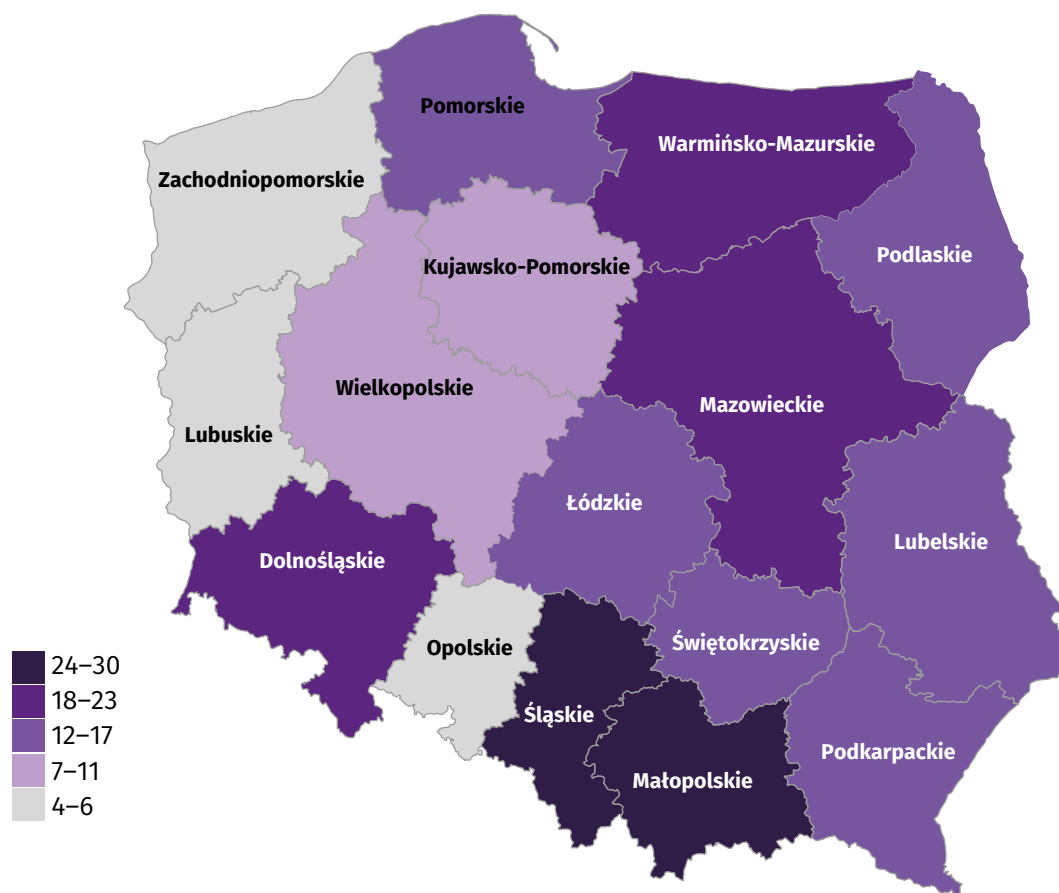 Pomorskie
Warmińsko-Mazurskie
Zachodniopomorskie
Podlaskie
Kujawsko-Pomorskie
Wielkopolskie
Mazowieckie
Lubuskie
Łódzkie
Lubelskie
Dolnośląskie
Opolskie
Świętokrzyskie
Śląskie
Podkarpackie
Małopolskie
24–30
18–23
12–17
7–11
4–6